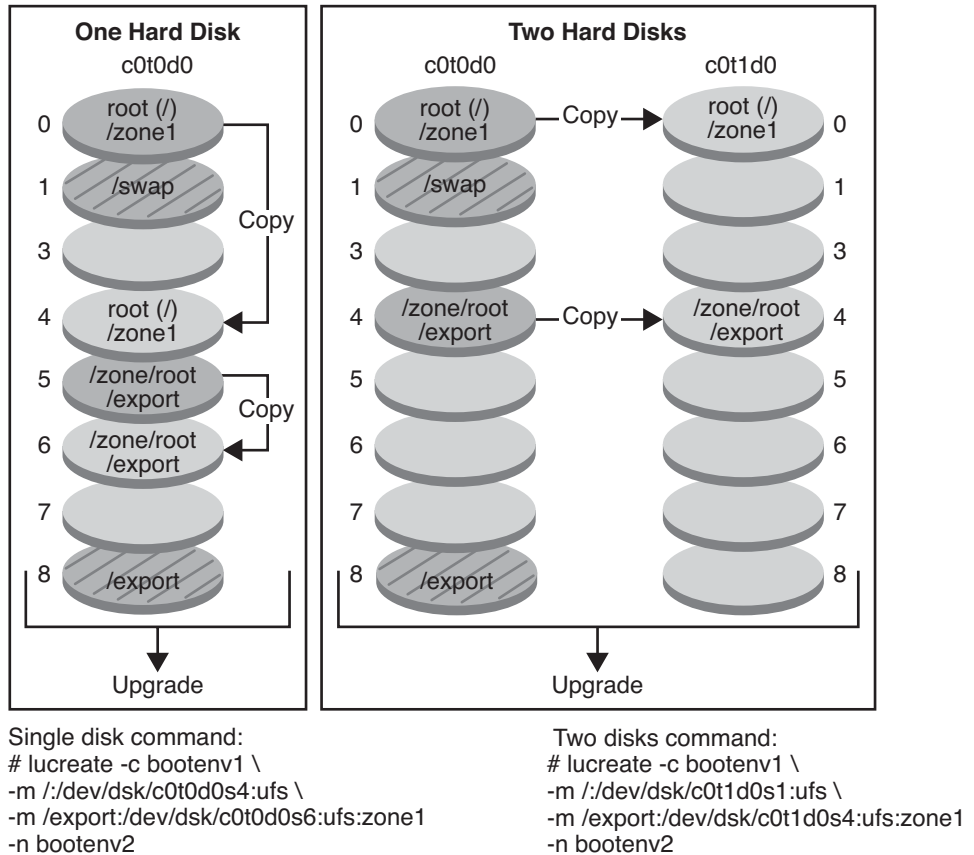 One Hard Disk
c0t0d0
0
root (/)
/zone1
1
/swap
Copy
3
4
root (/)
/zone1
5
/zone/root
/export
Copy
6
/zone/root
/export
7
8
/export
Upgrade
Two Hard Disks
c0t0d0
c0t1d0
0
root (/)
/zone1
Copy
root (/)
/zone1
0
1
/swap
1
3
3
4
/zone/root
/export
Copy
/zone/root
/export
4
5
5
6
6
7
7
8
/export
8
Upgrade
Single disk command:
# lucreate -c bootenv1 \
-m /:/dev/dsk/c0t0d0s4:ufs \
-m /export:/dev/dsk/c0t0d0s6:ufs:zone1
-n bootenv2
Two disks command:
# lucreate -c bootenv1 \
-m /:/dev/dsk/c0t1d0s1:ufs \
-m /export:/dev/dsk/c0t1d0s4:ufs:zone1
-n bootenv2